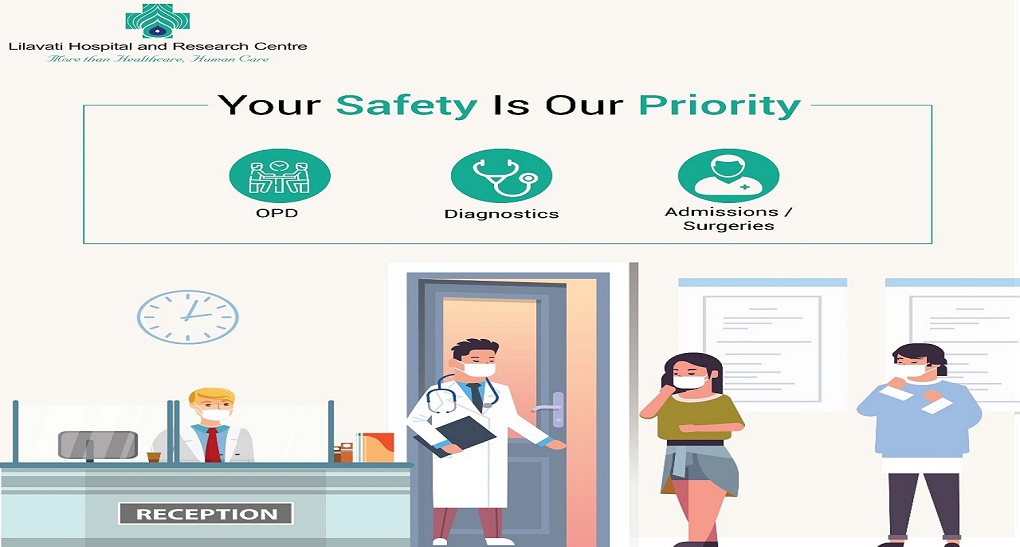 Lilavati Hospital and Research Centre
More than Healthcare, Human Care
Your Safety Is Our Priority
OPD
Diagnostics
Admissions /
Surgeries
RECEPTION